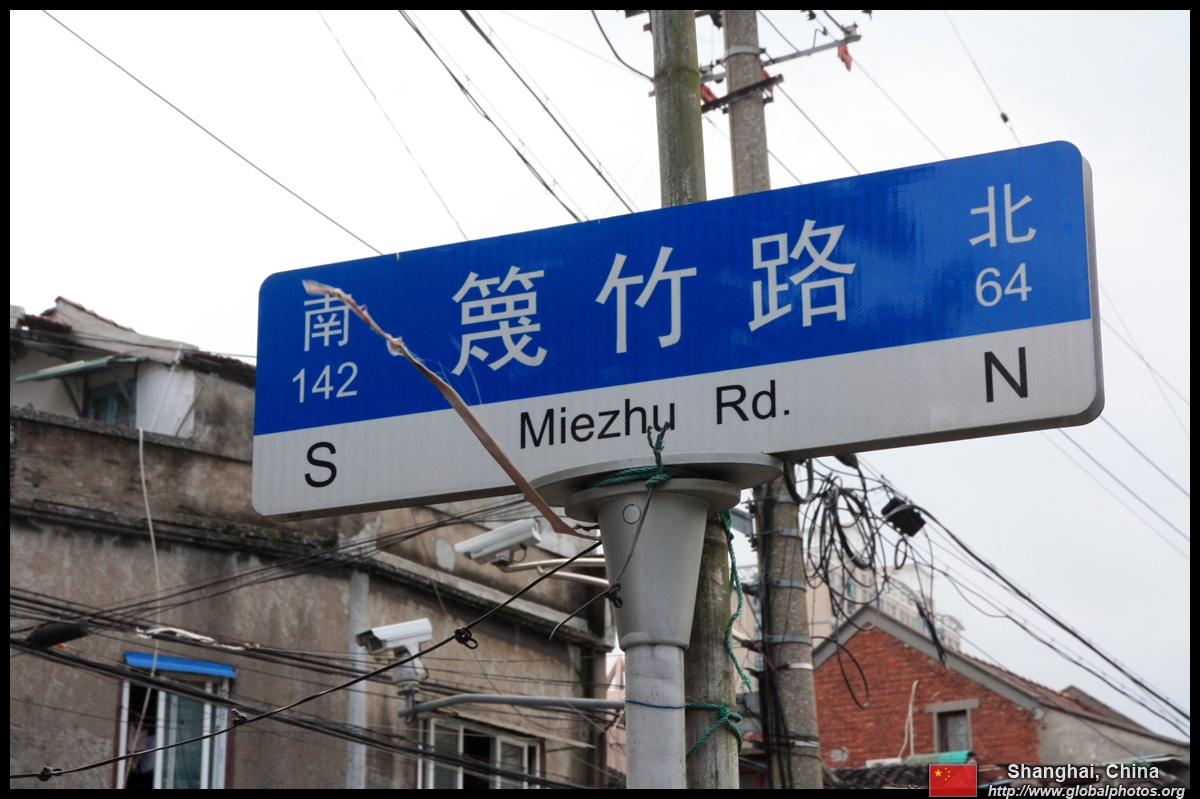 南 篾竹路 北
142 64
S Miezhu Rd. N
Shanghai, China
http://www.globalphotos.org